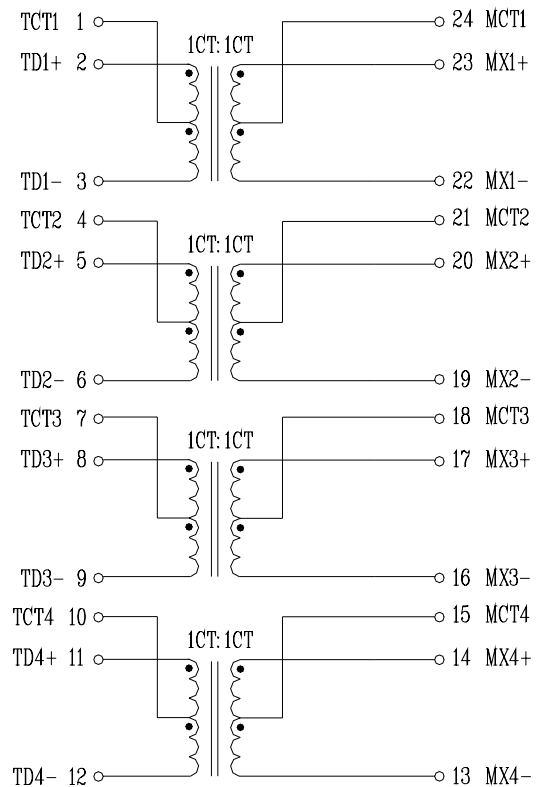 TCT1 1 24 MCT1
1CT:1CT
TD1+ 2 23 MX1+
TD1- 3 22 MX1-
TCT2 4 21 MCT2
1CT:1CT
TD2+ 5 20 MX2+
TD2- 6 19 MX2-
TCT3 7 18 MCT3
1CT:1CT
TD3+ 8 17 MX3+
TD3- 9 16 MX3-
TCT4 10 15 MCT4
1CT:1CT
TD4+ 11 14 MX4+
TD4- 12 13 MX4-